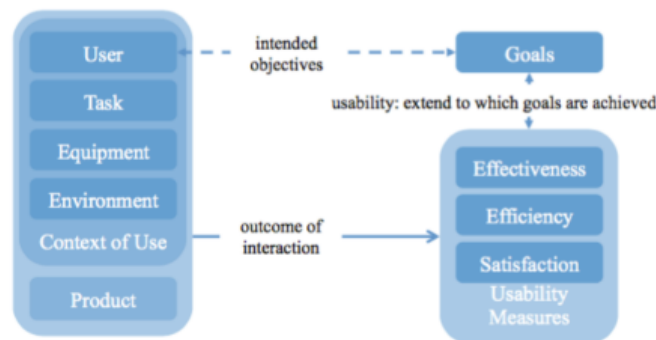 User
Task
Equipment
Environment
Context of Use
Product
intended
objectives
outcome of
interaction
Goals
usability: extend to which goals are achieved
Effectiveness
Efficiency
Satisfaction
Usability
Measures